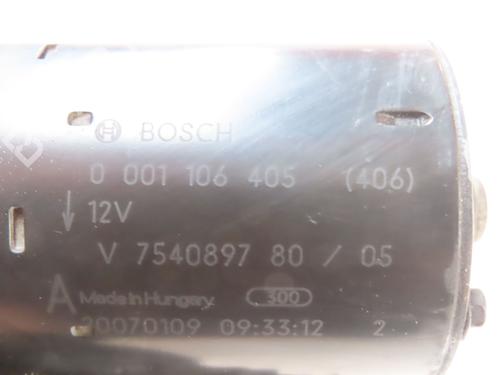 BOSCH
0 001 106 405 (406)
12V
V 7540897 80 / 05
A Made in Hungary 300
20070109 09:33:12 2